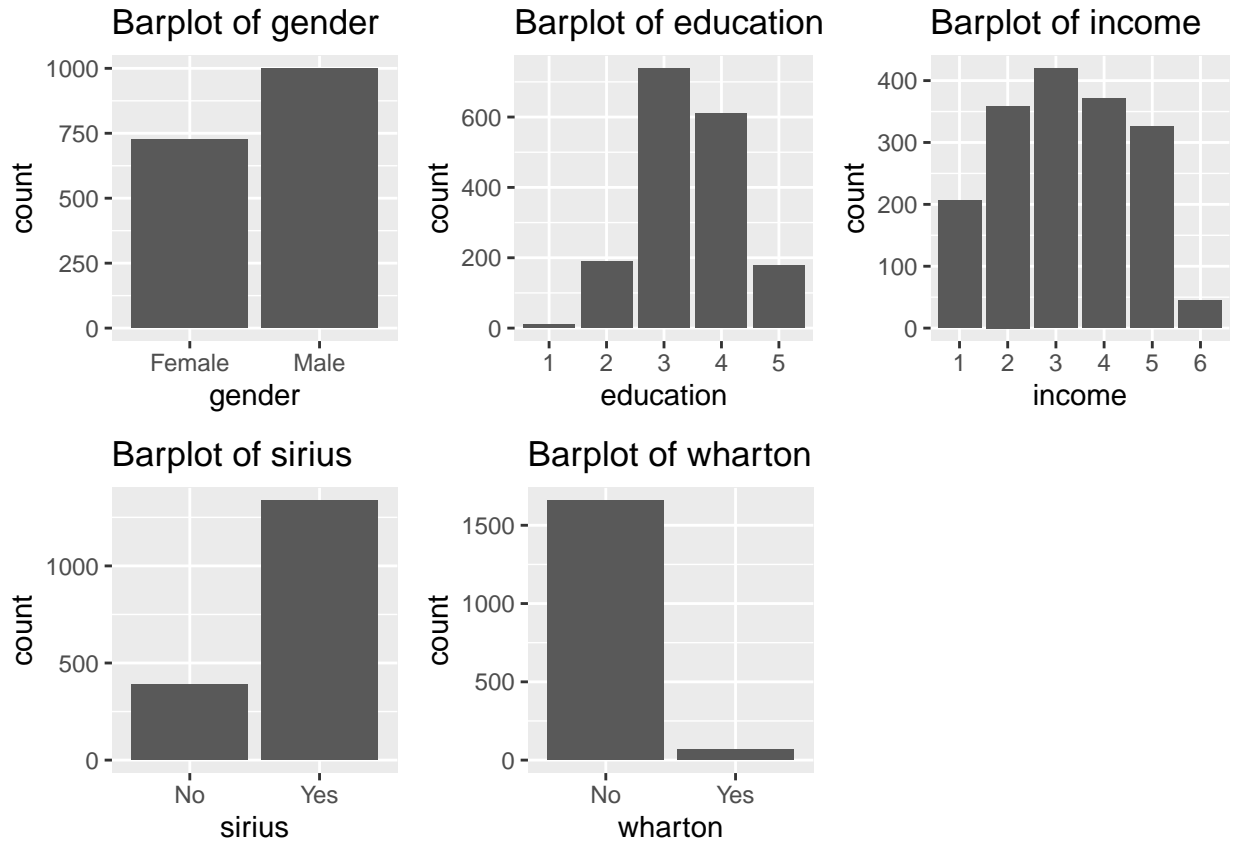 Barplot of gender
1000
750
500
250
0
count
Female Male
gender
Barplot of education
600
400
200
0
count
1 2 3 4 5
education
Barplot of income
400
300
200
100
0
count
1 2 3 4 5 6
income
Barplot of sirius
1000
500
0
count
No Yes
sirius
Barplot of wharton
1500
1000
500
0
count
No Yes
wharton